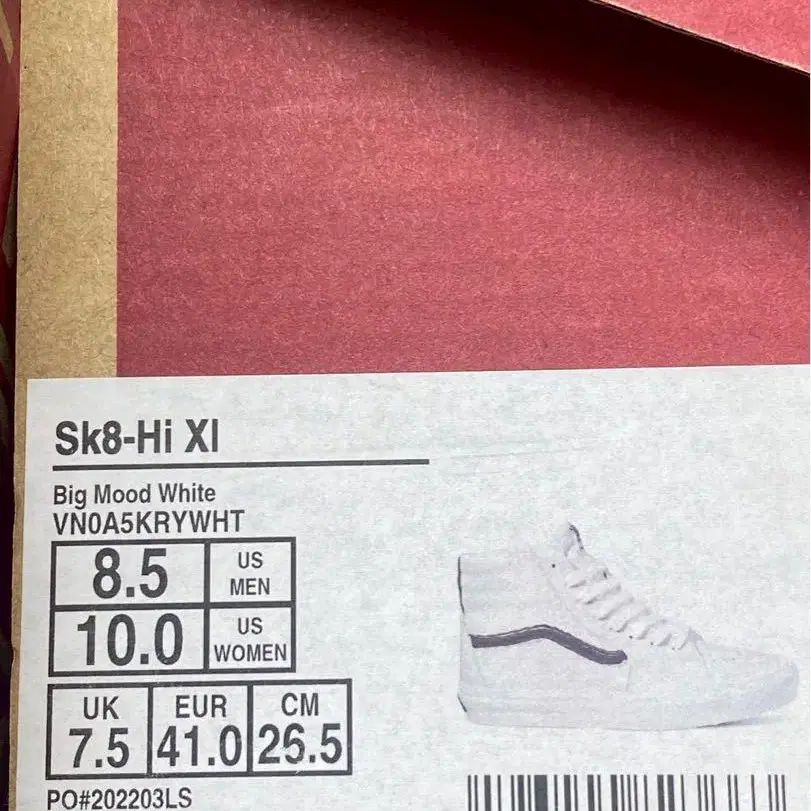 Sk8-Hi Xl
Big Mood White
VN0A5KRYWHT
8.5 US MEN
10.0 US WOMEN
UK EUR CM
7.5 41.0 26.5
PO#202203LS